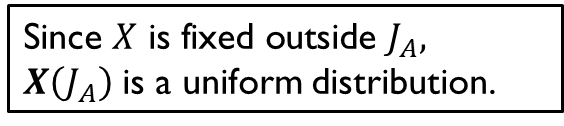 Since X is fixed outside J_A,
X(J_A) is a uniform distribution.